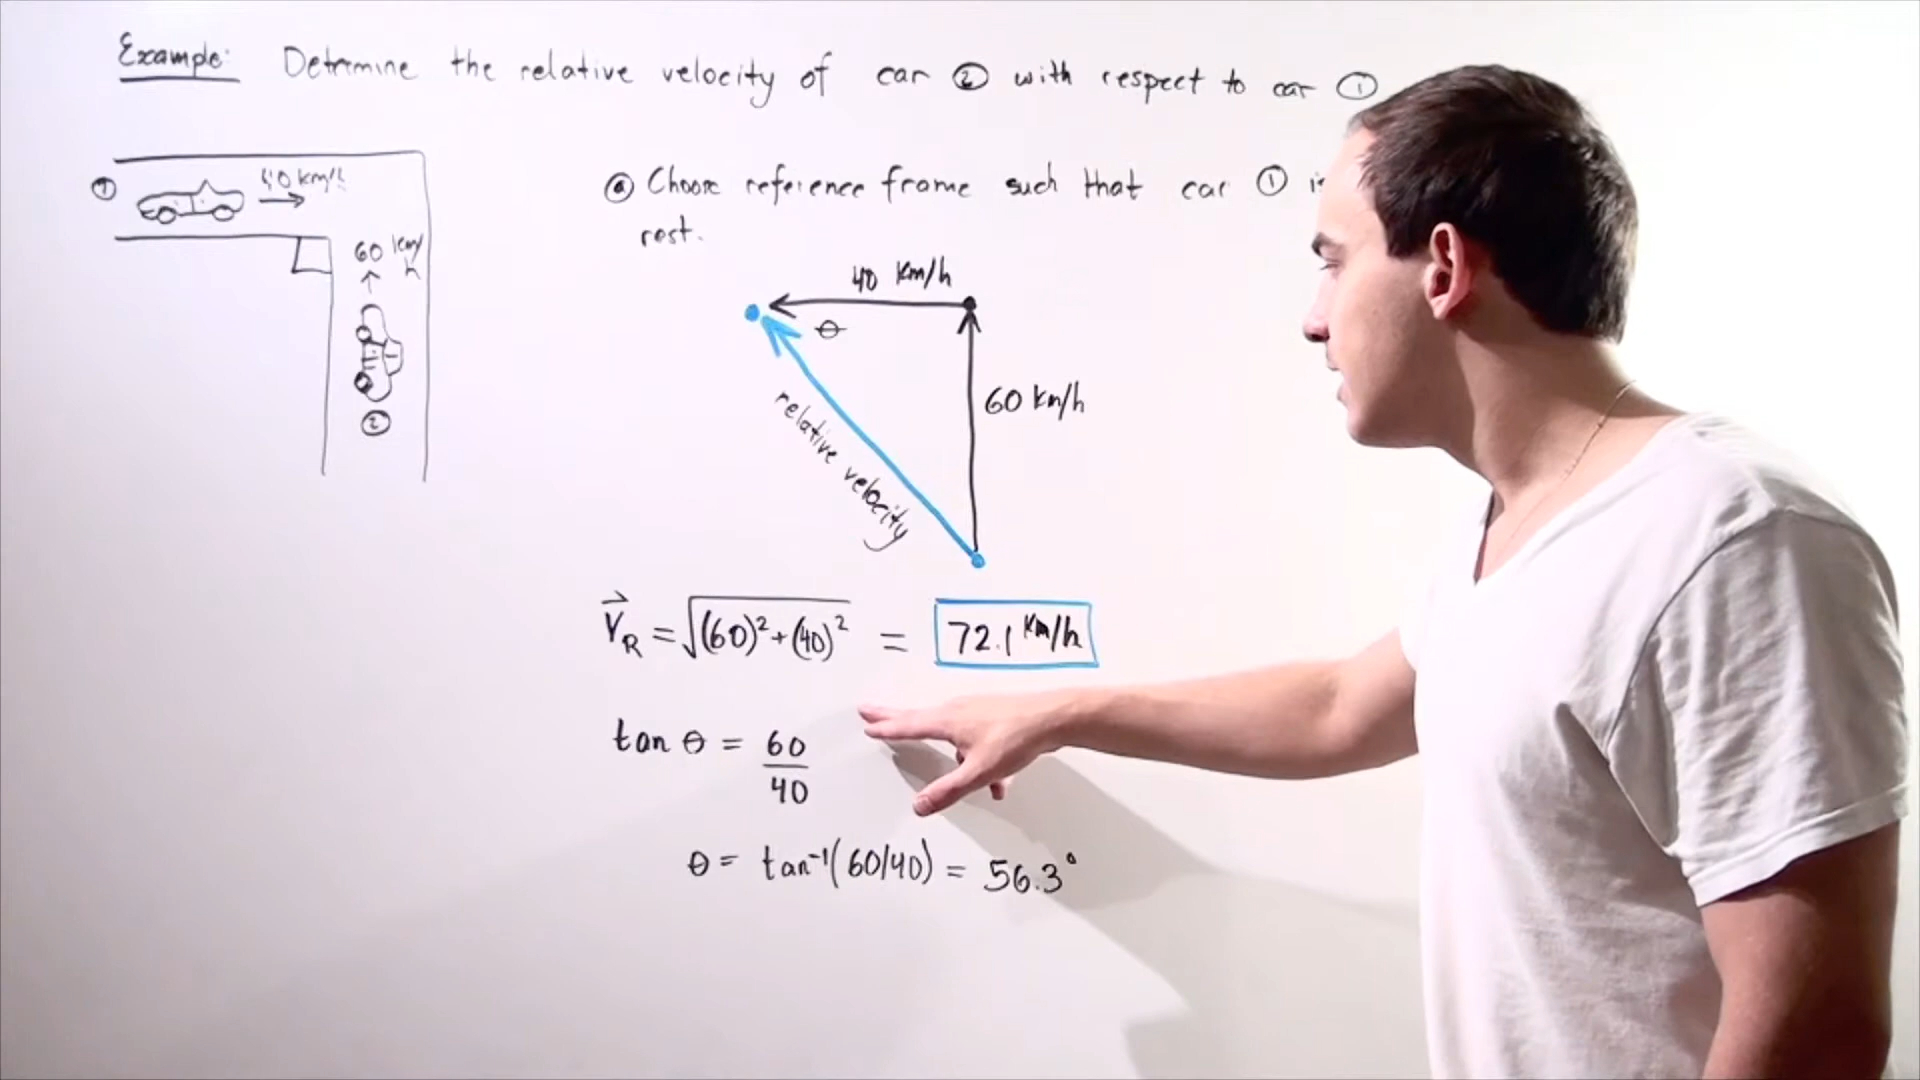 Example: Determine the relative velocity of car ② with respect to car ①
① 40 km/h
60 km/h
②
ⓐ Choose reference frame such that car ① is
rest.
40 km/h
θ
60 km/h
relative velocity
V⃗_R = √(60)² + (40)² = 72.1 km/h
tan θ = 60/40
θ = tan⁻¹(60/40) = 56.3°